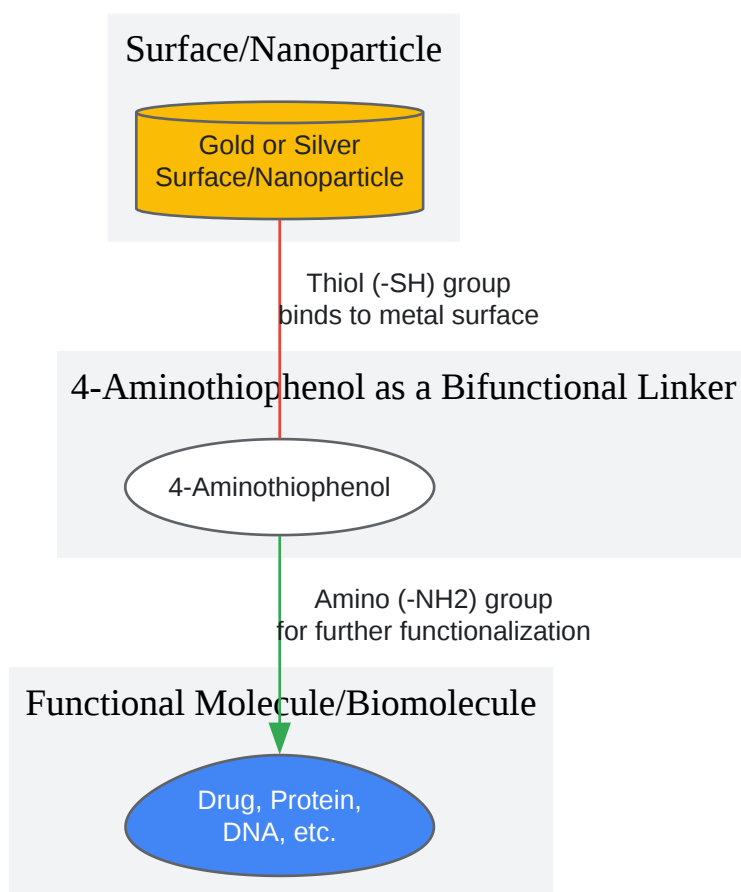 Surface/Nanoparticle
Gold or Silver
Surface/Nanoparticle
Thiol (-SH) group
binds to metal surface
4-Aminothiophenol as a Bifunctional Linker
4-Aminothiophenol
Amino (-NH2) group
for further functionalization
Functional Molecule/Biomolecule
Drug, Protein,
DNA, etc.